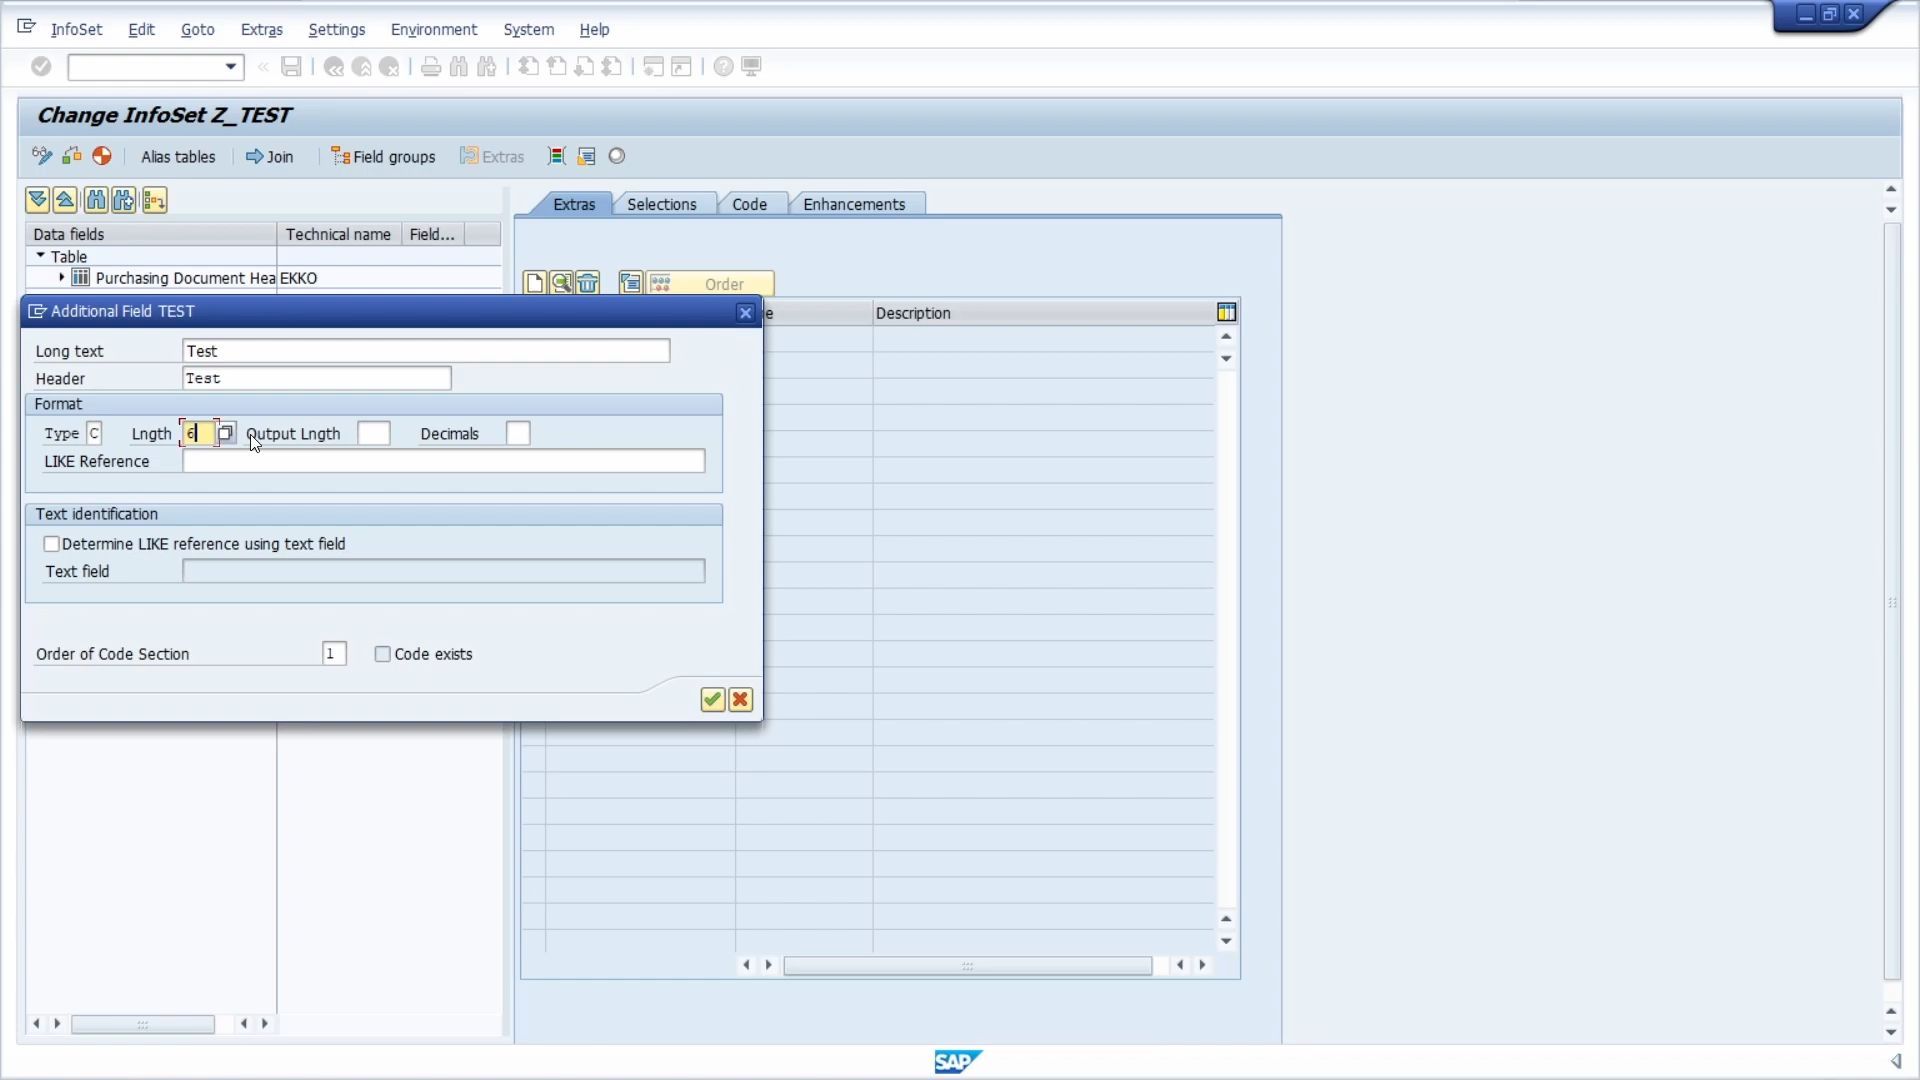 InfoSet Edit Goto Extras Settings Environment System Help
Change InfoSet Z_TEST
Alias tables Join Field groups Extras
Extras Selections Code Enhancements
Data fields Technical name Field...
Table
Purchasing Document Hea EKKO
Order
Description
Additional Field TEST
Long text Test
Header Test
Format
Type C Lngth 6 Output Lngth Decimals
LIKE Reference
Text identification
Determine LIKE reference using text field
Text field
Order of Code Section 1 Code exists
SAP